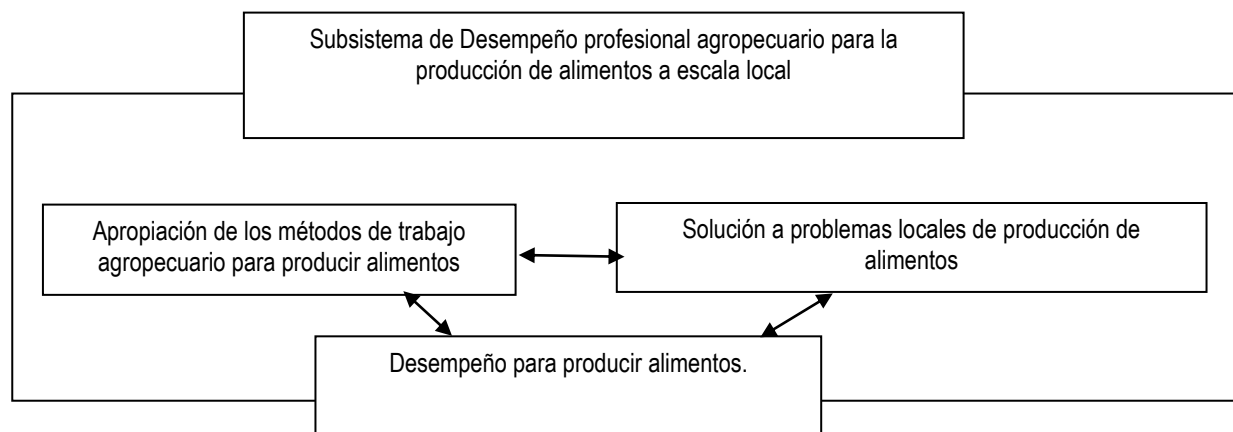 Subsistema de Desempeño profesional agropecuario para la
producción de alimentos a escala local
Apropiación de los métodos de trabajo
agropecuario para producir alimentos
Solución a problemas locales de producción de
alimentos
Desempeño para producir alimentos.